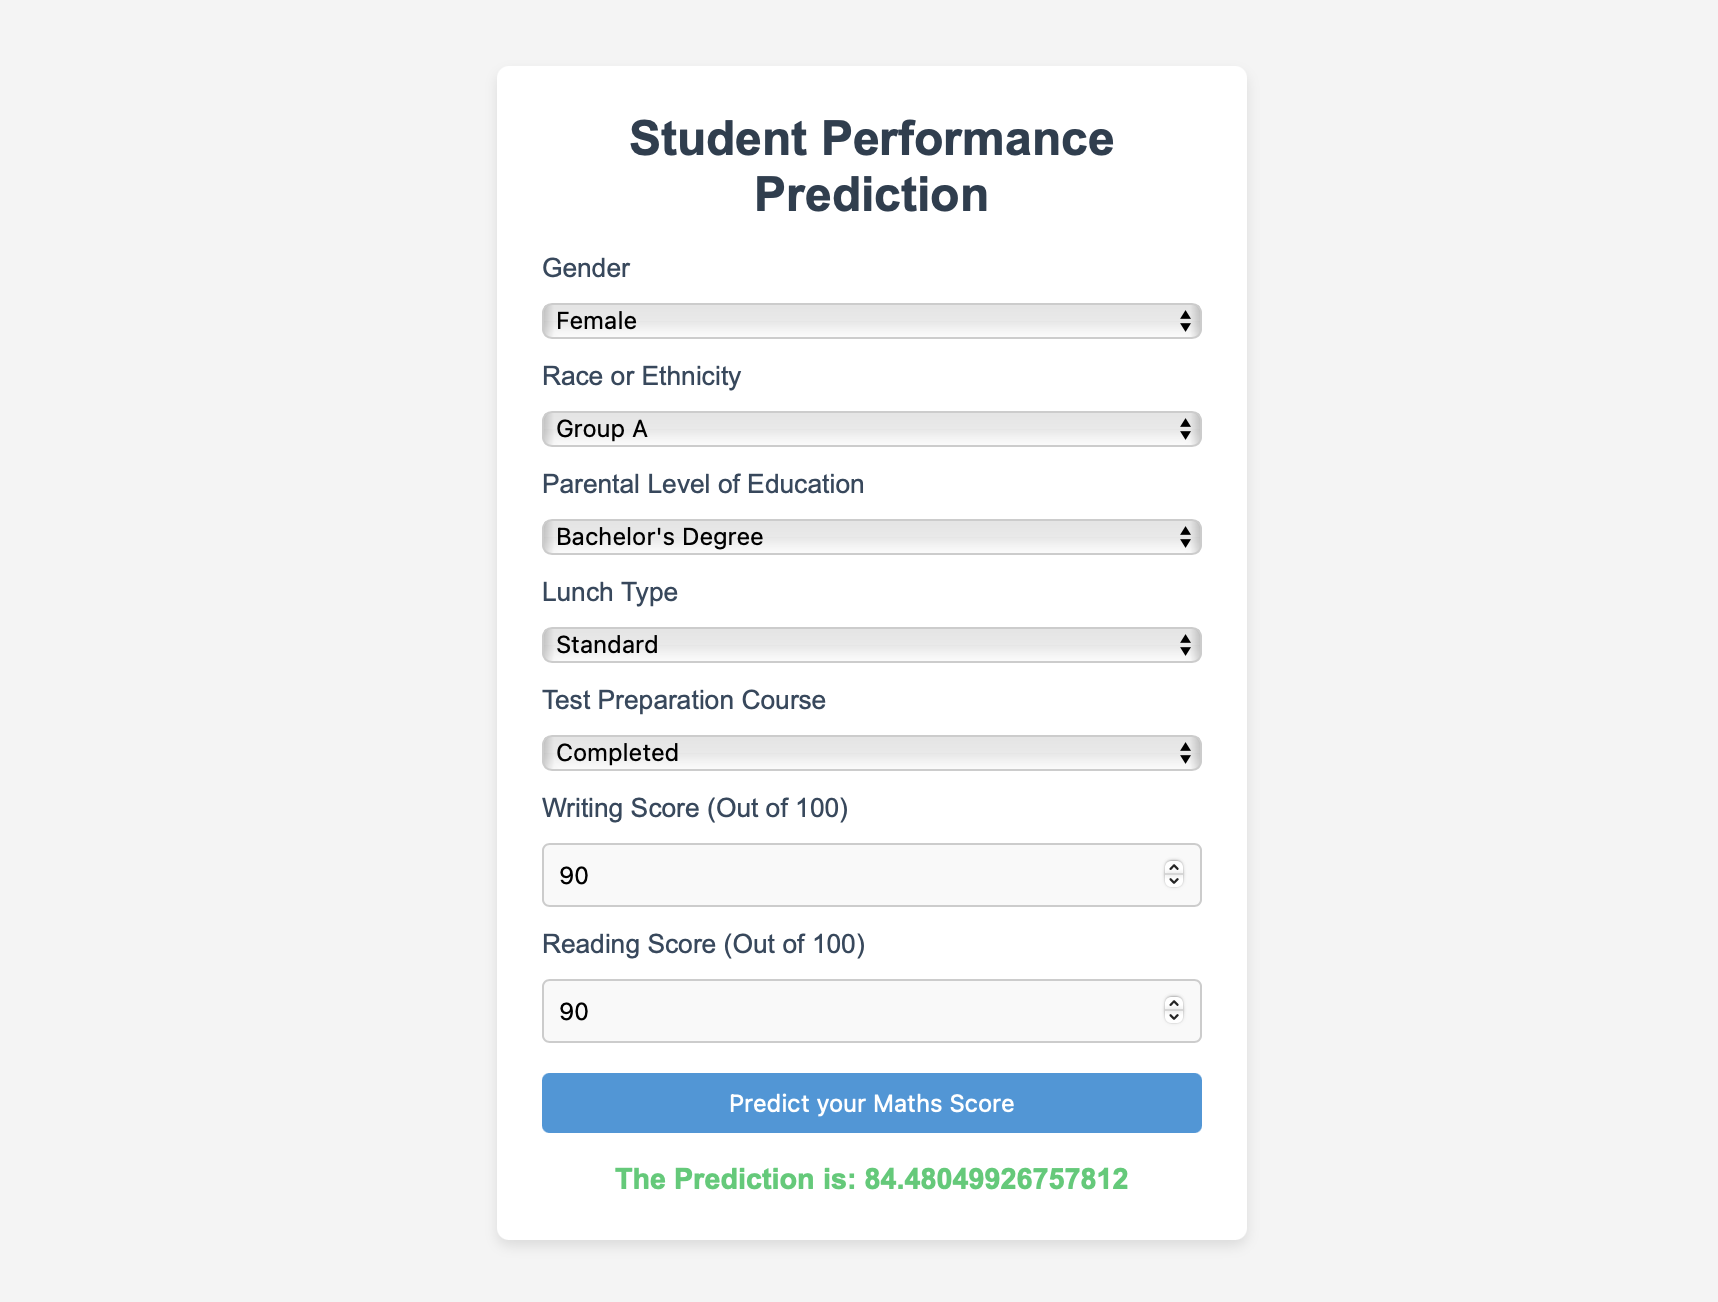 Student Performance
Prediction
Gender
Female
Race or Ethnicity
Group A
Parental Level of Education
Bachelor's Degree
Lunch Type
Standard
Test Preparation Course
Completed
Writing Score (Out of 100)
90
Reading Score (Out of 100)
90
Predict your Maths Score
The Prediction is: 84.48049926757812